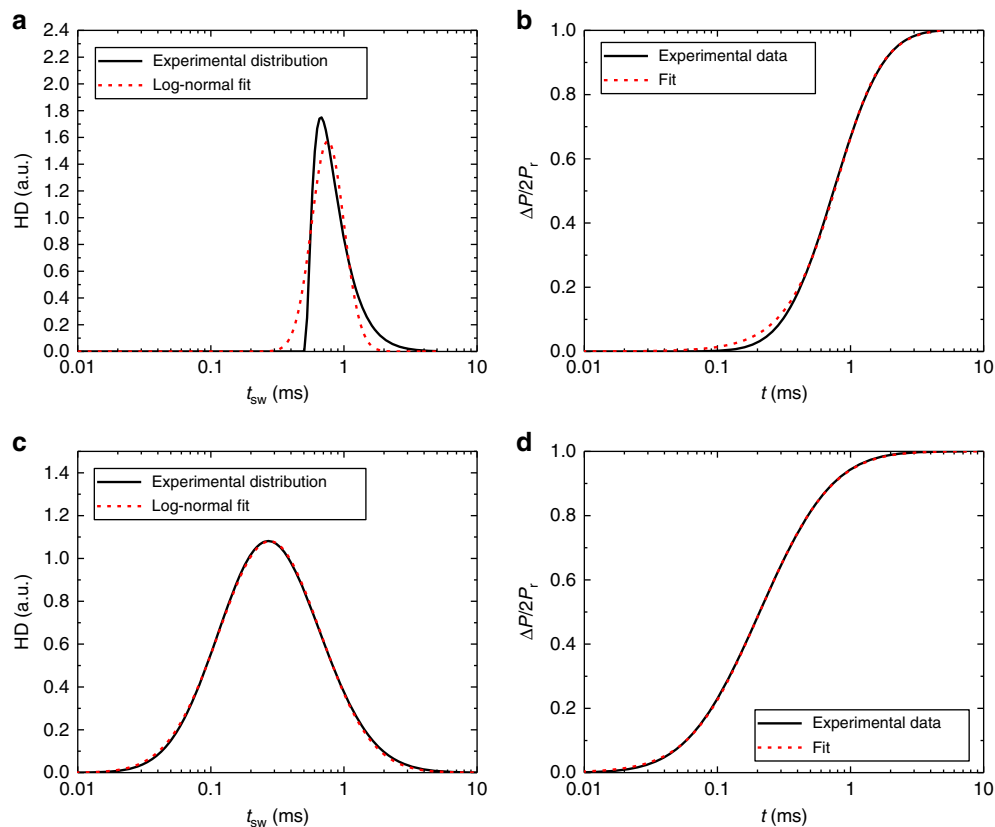 a
2.4
2.2
2.0
1.8
1.6
1.4
1.2
1.0
0.8
0.6
0.4
0.2
0.0
HD (a.u.)
Experimental distribution
Log-normal fit
0.01
0.1
1
10
t_sw (ms)
b
1.0
0.8
0.6
0.4
0.2
0.0
ΔP/2P_r
Experimental data
Fit
0.01
0.1
1
10
t (ms)
c
1.4
1.2
1.0
0.8
0.6
0.4
0.2
0.0
HD (a.u.)
Experimental distribution
Log-normal fit
0.01
0.1
1
10
t_sw (ms)
d
1.0
0.8
0.6
0.4
0.2
0.0
ΔP/2P_r
Experimental data
Fit
0.01
0.1
1
10
t (ms)